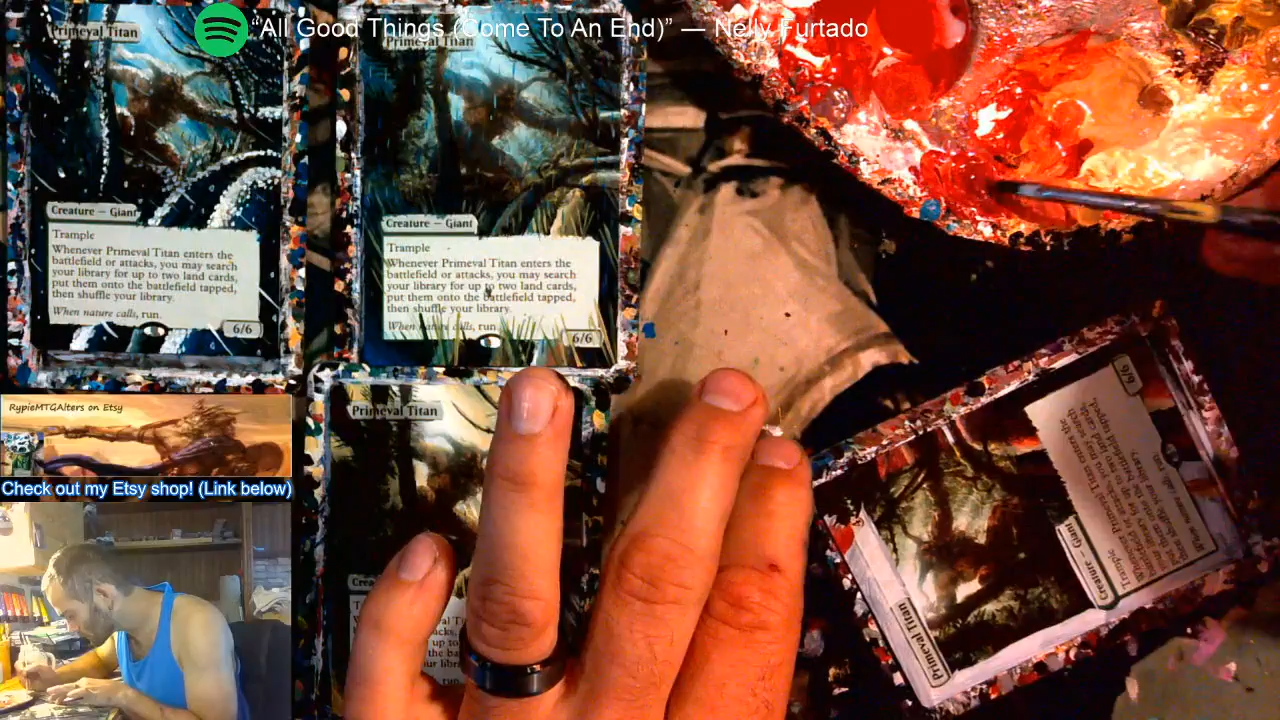 “All Good Things (Come To An End)” — Nelly Furtado
Primeval Titan
Creature — Giant
Trample
Whenever Primeval Titan enters the
battlefield or attacks, you may search
your library for up to two land cards,
put them onto the battlefield tapped,
then shuffle your library.
When nature calls, run.
6/6
Primeval Titan
Creature — Giant
Trample
Whenever Primeval Titan enters the
battlefield or attacks, you may search
your library for up to two land cards,
put them onto the battlefield tapped,
then shuffle your library.
When nature calls, run
6/6
Primeval Titan
RypieMTGAlters on Etsy
Check out my Etsy shop! (Link below)
Primeval Titan
Creature — Giant
Trample
6/6